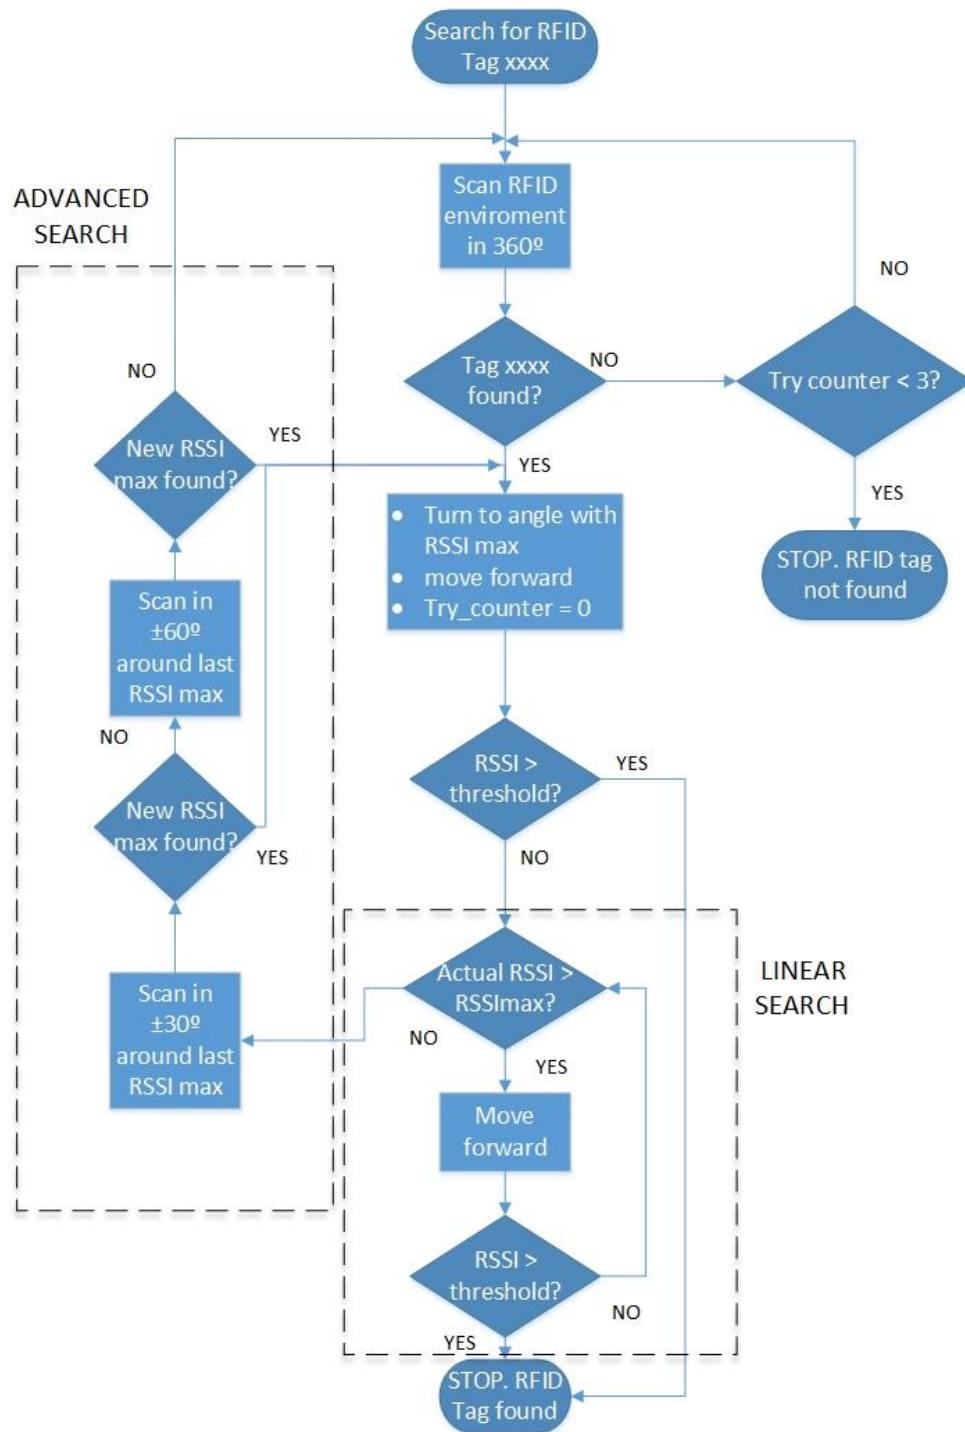 Search for RFID
Tag xxxx
ADVANCED
SEARCH
Scan RFID
enviroment
in 360º
NO
Tag xxxx
found?
NO
Try counter < 3?
NO
New RSSI
max found?
YES
YES
YES
• Turn to angle with
RSSI max
• move forward
• Try_counter = 0
STOP. RFID tag
not found
Scan in
±60º
around last
RSSI max
NO
RSSI >
threshold?
YES
New RSSI
max found?
YES
NO
LINEAR
SEARCH
Actual RSSI >
RSSImax?
NO
YES
Scan in
±30º
around last
RSSI max
Move
forward
RSSI >
threshold?
NO
YES
STOP. RFID
Tag found